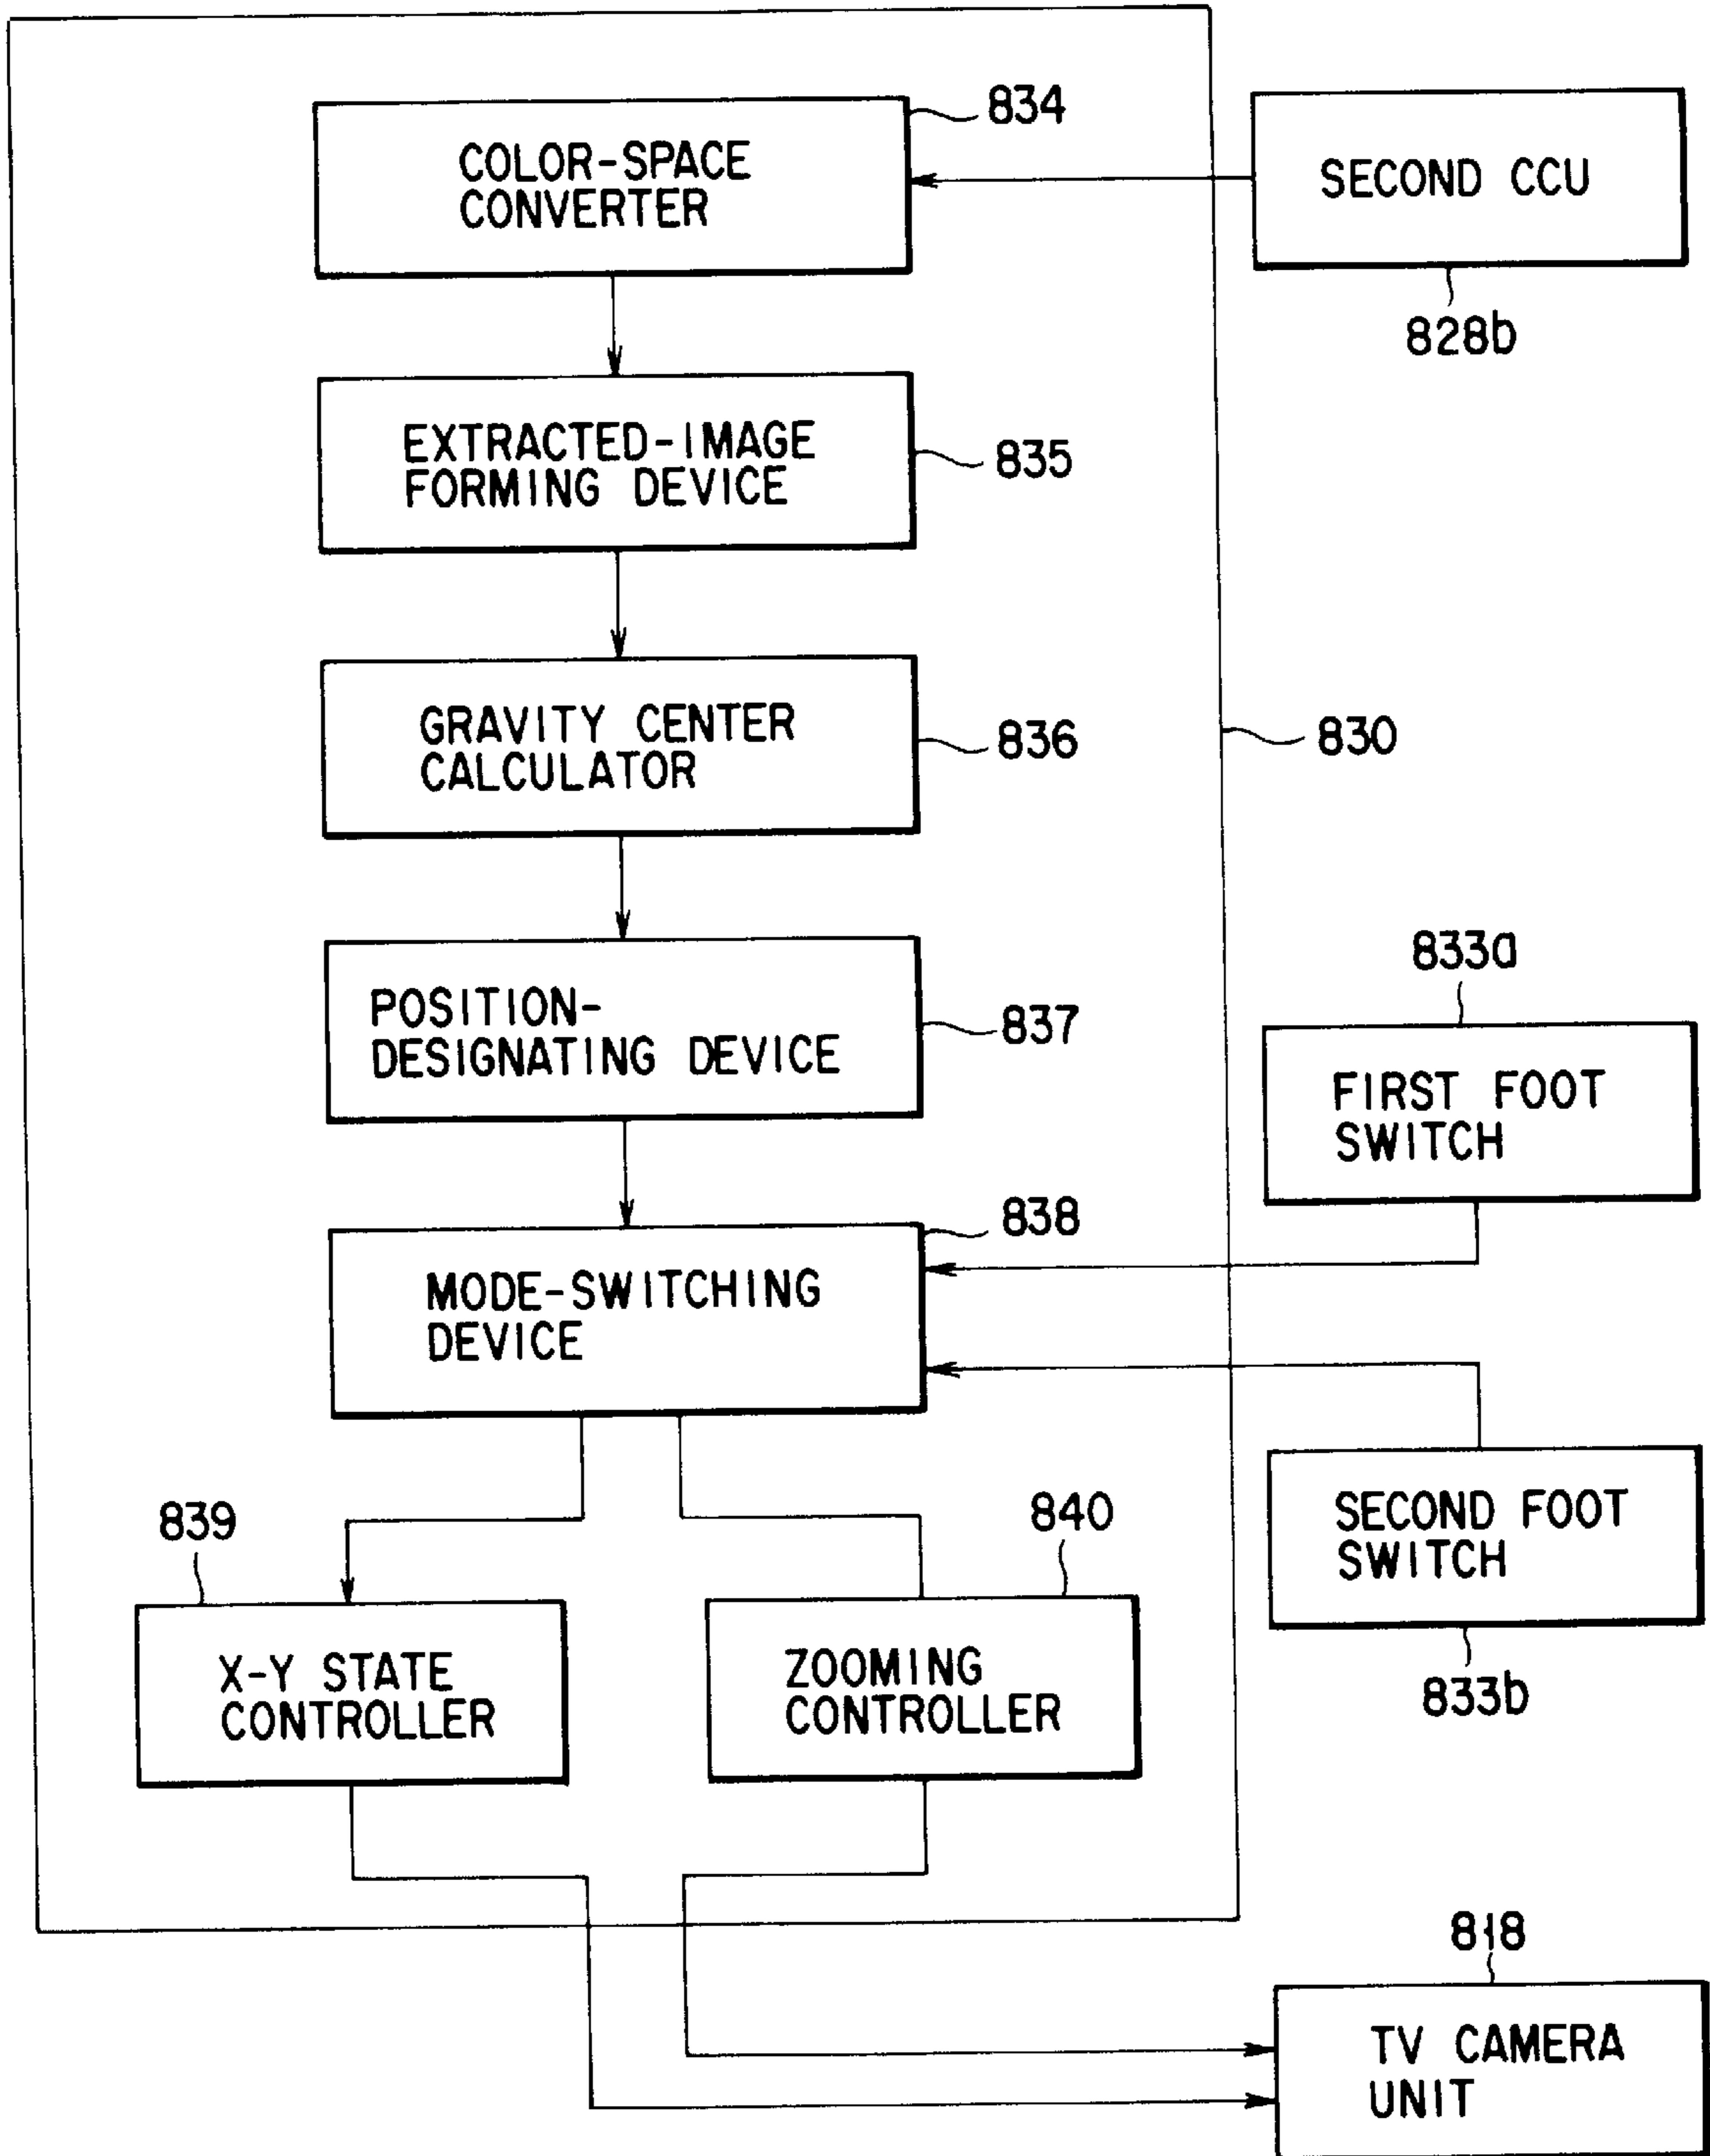 834
COLOR-SPACE
CONVERTER
SECOND CCU
828b
EXTRACTED-IMAGE
FORMING DEVICE
835
GRAVITY CENTER
CALCULATOR
836
830
POSITION-
DESIGNATING DEVICE
837
833a
FIRST FOOT
SWITCH
838
MODE-SWITCHING
DEVICE
SECOND FOOT
SWITCH
833b
839
X-Y STATE
CONTROLLER
840
ZOOMING
CONTROLLER
818
TV CAMERA
UNIT